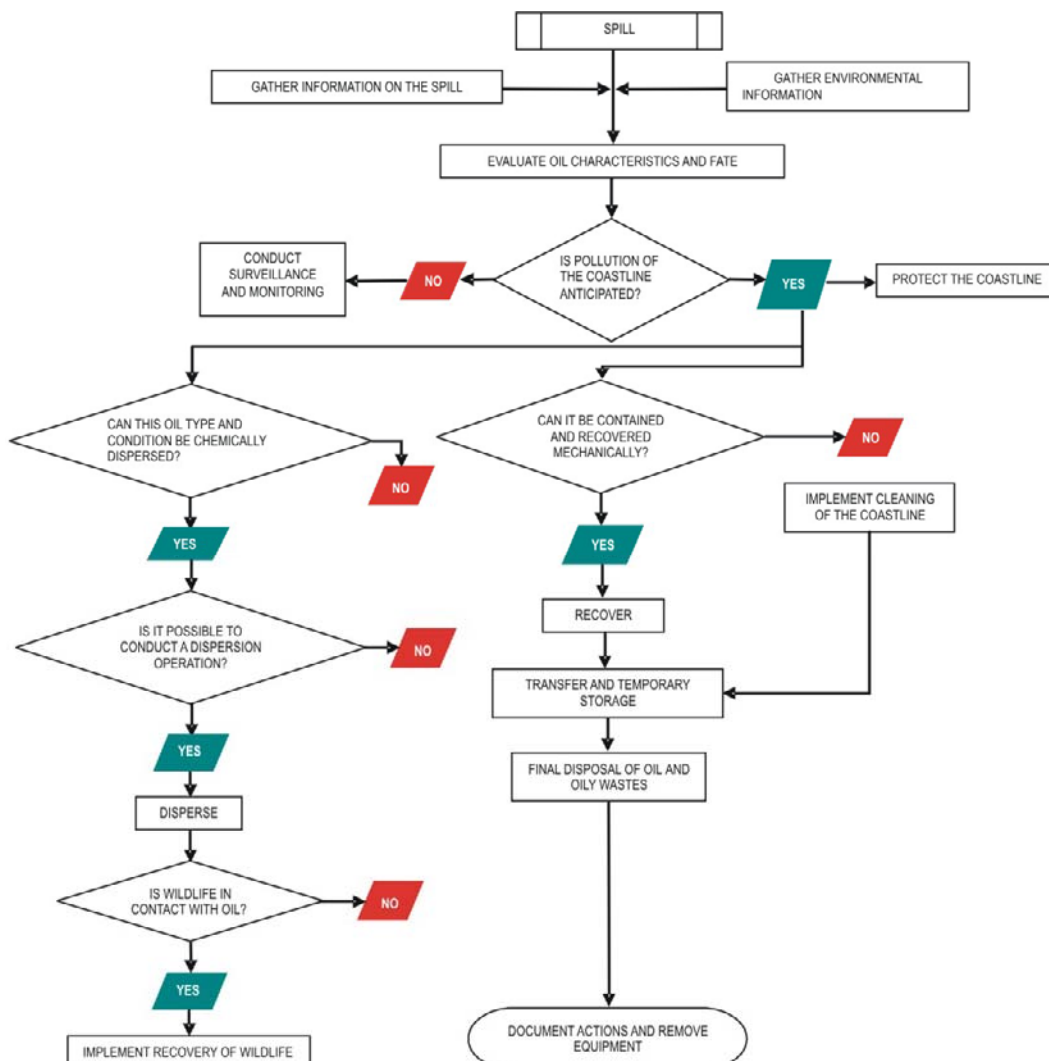 SPILL
GATHER INFORMATION ON THE SPILL
GATHER ENVIRONMENTAL
INFORMATION
EVALUATE OIL CHARACTERISTICS AND FATE
CONDUCT
SURVEILLANCE
AND MONITORING
NO
IS POLLUTION OF
THE COASTLINE
ANTICIPATED?
YES
PROTECT THE COASTLINE
CAN THIS OIL TYPE AND
CONDITION BE CHEMICALLY
DISPERSED?
NO
CAN IT BE CONTAINED
AND RECOVERED
MECHANICALLY?
NO
YES
YES
IMPLEMENT CLEANING
OF THE COASTLINE
IS IT POSSIBLE TO
CONDUCT A DISPERSION
OPERATION?
NO
RECOVER
TRANSFER AND TEMPORARY
STORAGE
YES
FINAL DISPOSAL OF OIL AND
OILY WASTES
DISPERSE
IS WILDLIFE IN
CONTACT WITH OIL?
NO
YES
IMPLEMENT RECOVERY OF WILDLIFE
DOCUMENT ACTIONS AND REMOVE
EQUIPMENT